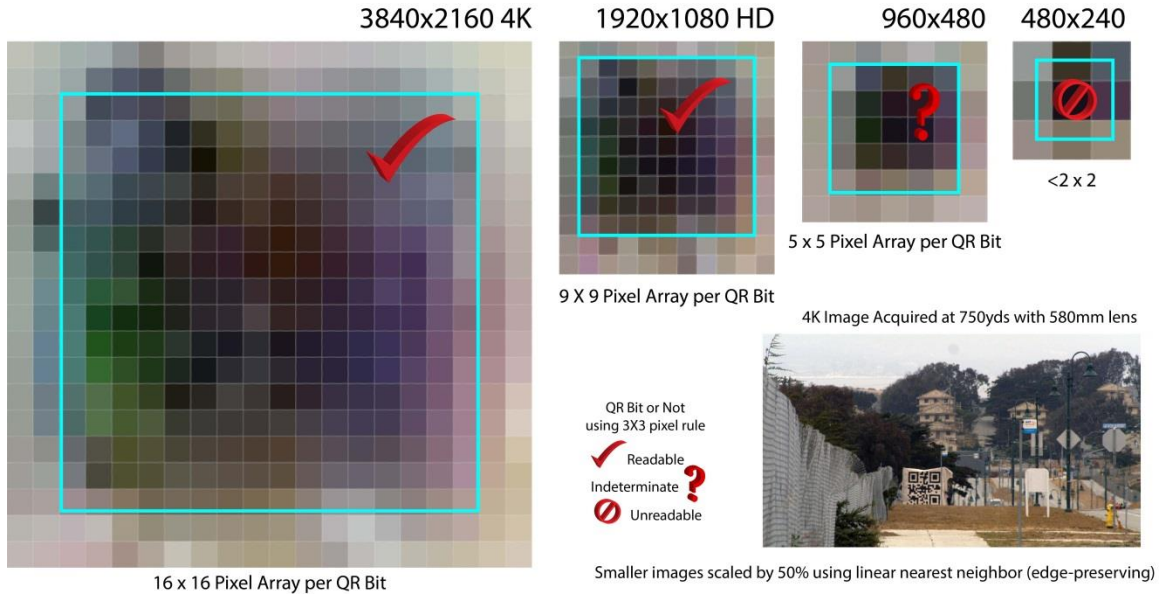 3840x2160 4K
1920x1080 HD
960x480
480x240
<2 x 2
5 x 5 Pixel Array per QR Bit
9 X 9 Pixel Array per QR Bit
4K Image Acquired at 750yds with 580mm lens
QR Bit or Not
using 3X3 pixel rule
Readable
Indeterminate
Unreadable
16 x 16 Pixel Array per QR Bit
Smaller images scaled by 50% using linear nearest neighbor (edge-preserving)